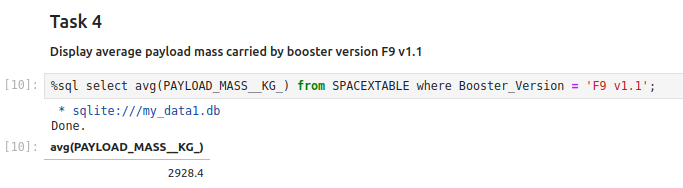 Task 4
Display average payload mass carried by booster version F9 v1.1
[10]: %sql select avg(PAYLOAD_MASS__KG_) from SPACEXTABLE where Booster_Version = 'F9 v1.1';
* sqlite:///my_data1.db
Done.
[10]: avg(PAYLOAD_MASS__KG_)
2928.4